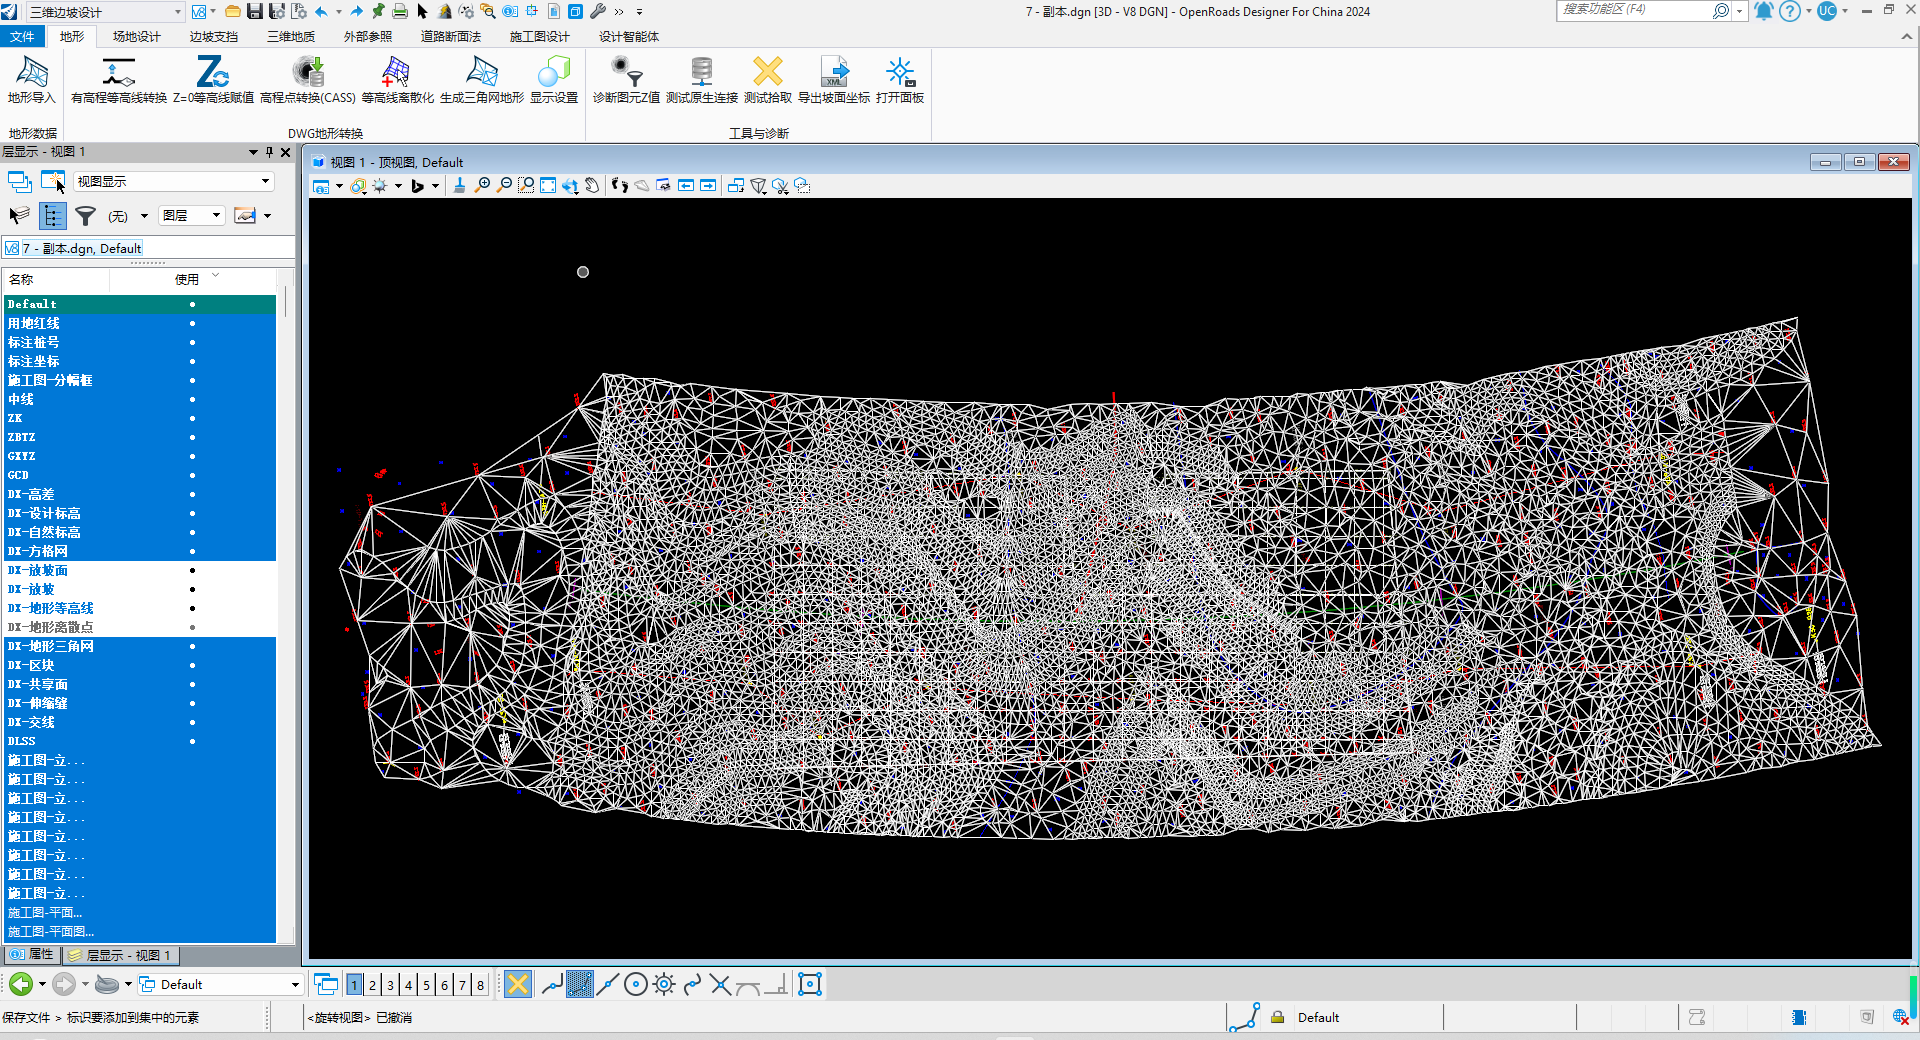 三维边坡设计
7 - 副本.dgn [3D - V8 DGN] - OpenRoads Designer For China 2024
搜索功能区(F4)
UC
文件 地形 场地设计 边坡支挡 三维地质 外部参照 道路断面法 施工图设计 设计智能体
地形导入 有高程等高线转换 Z=0等高线赋值 高程点转换(CASS) 等高线离散化 生成三角网地形 显示设置 诊断图元Z值 测试原生连接 测试拾取 导出坡面坐标 打开面板
地形数据 DWG地形转换 工具与诊断
层显示 - 视图 1
视图显示
(无) 图层
7 - 副本.dgn, Default
名称 使用
Default
用地红线
标注桩号
标注坐标
施工图-分幅框
中线
ZK
ZBTZ
GXYZ
GCD
DX-高差
DX-设计标高
DX-自然标高
DX-方格网
DX-放坡面
DX-放坡
DX-地形等高线
DX-地形离散点
DX-地形三角网
DX-区块
DX-共享面
DX-伸缩缝
DX-交线
DLSS
施工图-立...
施工图-立...
施工图-立...
施工图-立...
施工图-立...
施工图-立...
施工图-立...
施工图-立...
施工图-平面...
施工图-平面图...
属性 层显示 - 视图 1
视图 1 - 顶视图, Default
Default
1 2 3 4 5 6 7 8
保存文件 > 标识要添加到集中的元素
<旋转视图> 已撤消
Default